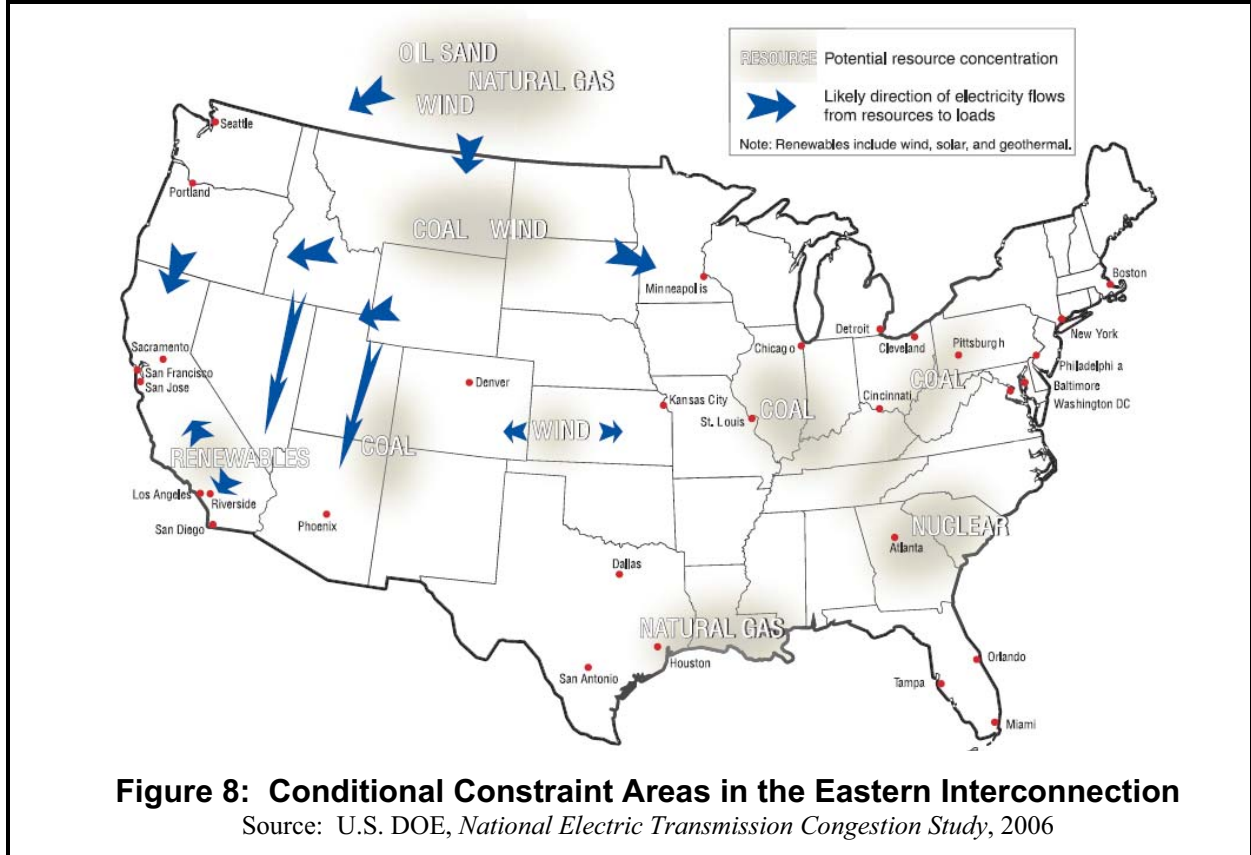 OIL SAND
NATURAL GAS
WIND
RESOURCE Potential resource concentration
Likely direction of electricity flows
from resources to loads
Note: Renewables include wind, solar, and geothermal.
Seattle
Portland
COAL WIND
Minneapolis
Boston
Detroit
Cleveland
New York
Chicago
Pittsburgh
Philadelphia
Sacramento
San Francisco
San Jose
Denver
COAL
Baltimore
Washington DC
Kansas City
St. Louis
COAL
Cincinnati
WIND
COAL
RENEWABLES
Los Angeles
Riverside
San Diego
Phoenix
NUCLEAR
Atlanta
Dallas
NATURAL GAS
Houston
San Antonio
Orlando
Tampa
Miami
Figure 8: Conditional Constraint Areas in the Eastern Interconnection
Source: U.S. DOE, National Electric Transmission Congestion Study, 2006